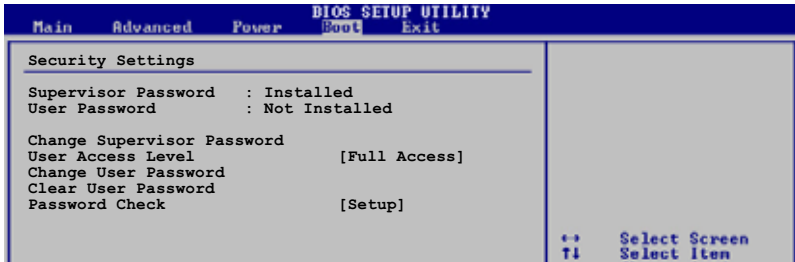 BIOS SETUP UTILITY
Main Advanced Power Boot Exit
Security Settings
Supervisor Password : Installed
User Password : Not Installed
Change Supervisor Password
User Access Level [Full Access]
Change User Password
Clear User Password
Password Check [Setup]
↔ Select Screen
↑↓ Select Item